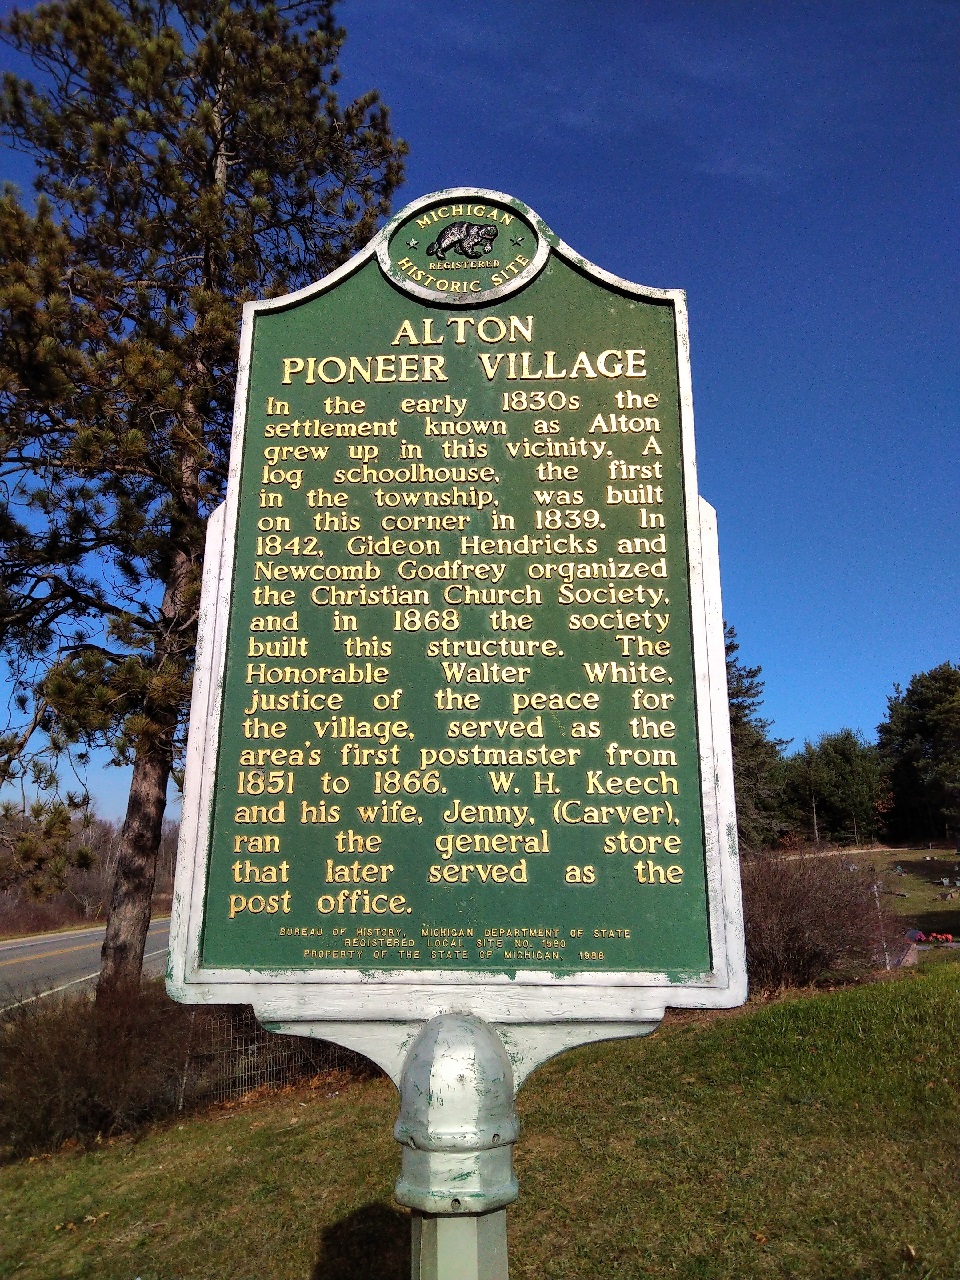 MICHIGAN
REGISTERED
HISTORIC SITE
ALTON
PIONEER VILLAGE
In the early 1830s the
settlement known as Alton
grew up in this vicinity. A
log schoolhouse, the first
in the township, was built
on this corner in 1839. In
1842, Gideon Hendricks and
Newcomb Godfrey organized
the Christian Church Society,
and in 1868 the society
built this structure. The
Honorable Walter White,
justice of the peace for
the village, served as the
area's first postmaster from
1851 to 1866. W. H. Keech
and his wife, Jenny, (Carver),
ran the general store
that later served as the
post office.
BUREAU OF HISTORY, MICHIGAN DEPARTMENT OF STATE
REGISTERED LOCAL SITE NO.
PROPERTY OF THE STATE OF MICHIGAN,